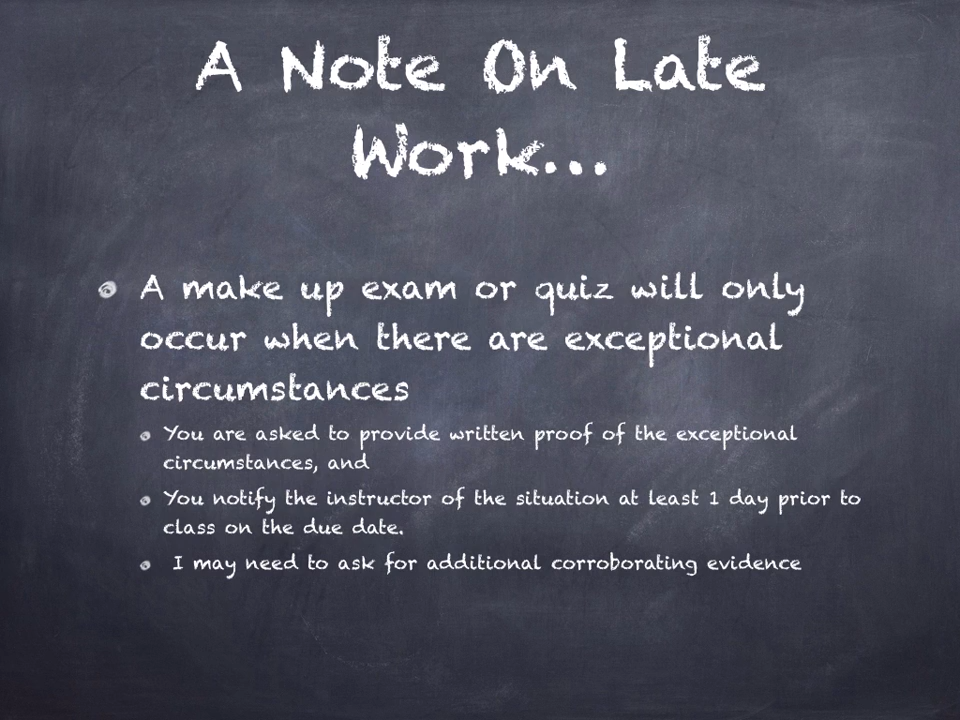 A Note On Late
Work...
A make up exam or quiz will only
occur when there are exceptional
circumstances
You are asked to provide written proof of the exceptional
circumstances, and
You notify the instructor of the situation at least 1 day prior to
class on the due date.
I may need to ask for additional corroborating evidence